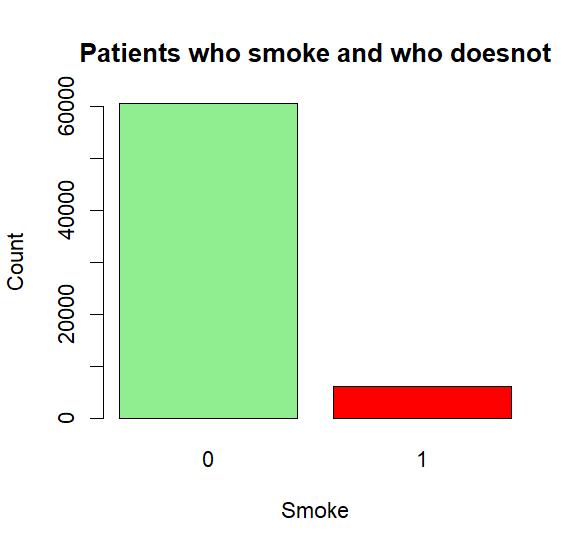 Patients who smoke and who doesnot
60000
40000
20000
0
Count
0 1
Smoke